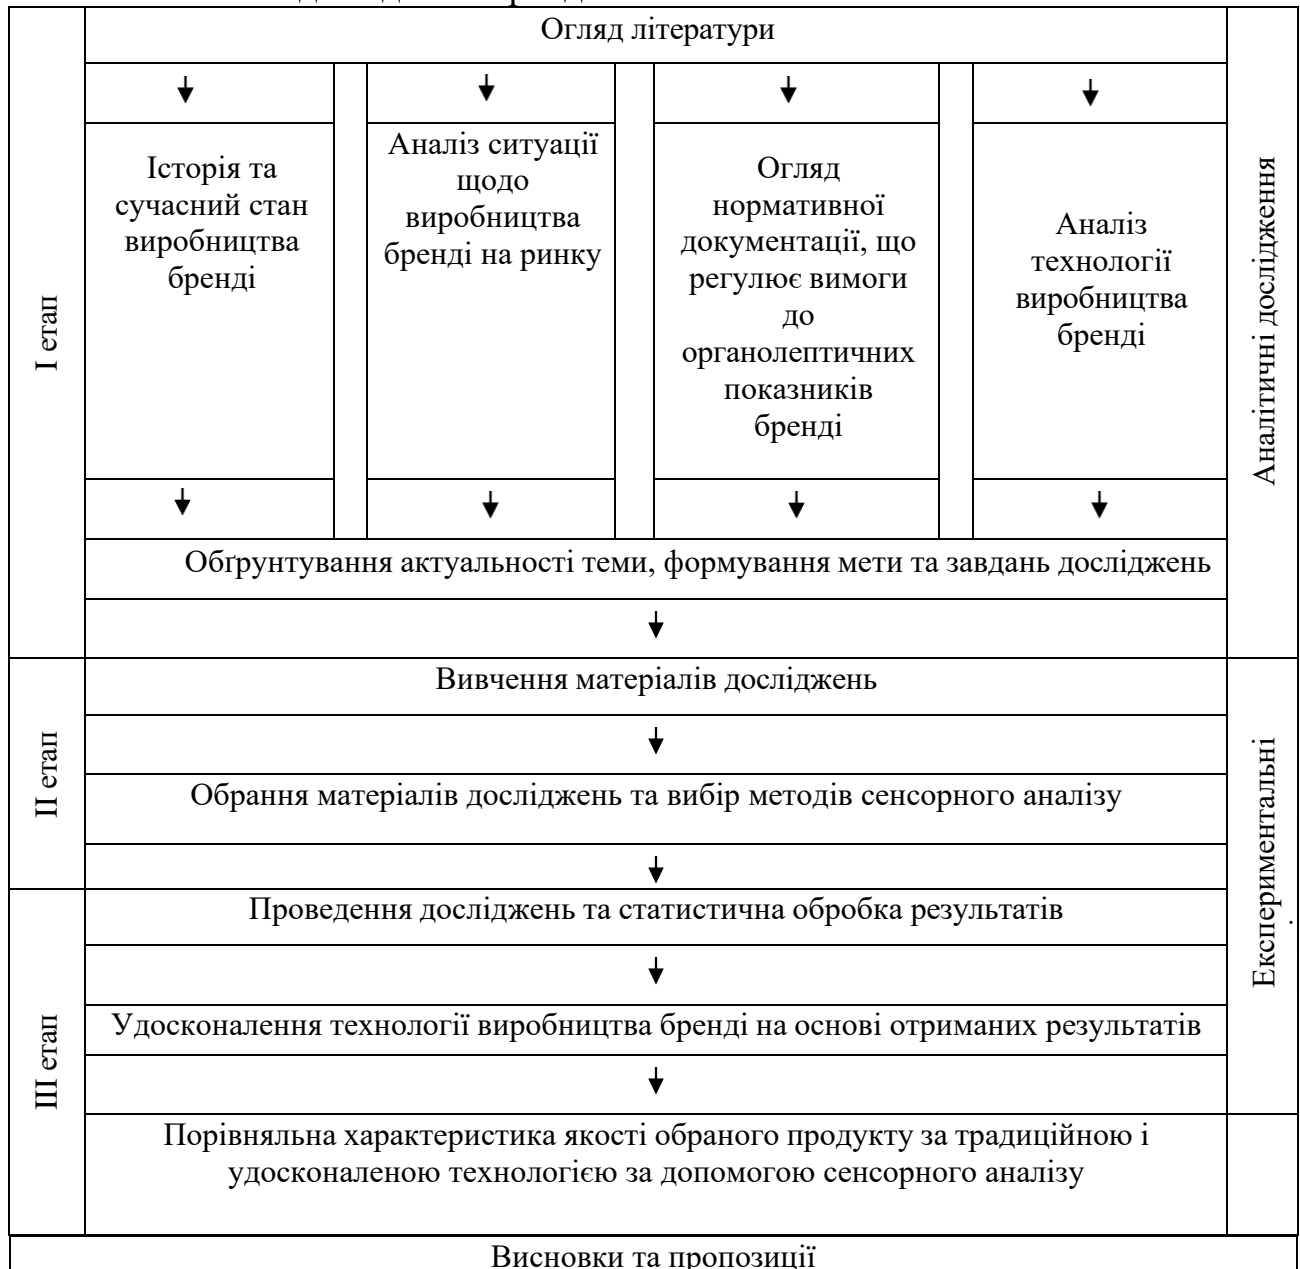 Огляд літератури
Історія та
сучасний стан
виробництва
бренді
Аналіз ситуації
щодо
виробництва
бренді на ринку
Огляд
нормативної
документації, що
регулює вимоги
до
органолептичних
показників
бренді
Аналіз
технології
виробництва
бренді
І етап
Аналітичні дослідження
Обґрунтування актуальності теми, формування мети та завдань досліджень
Вивчення матеріалів досліджень
ІІ етап
Обрання матеріалів досліджень та вибір методів сенсорного аналізу
Експериментальні
Проведення досліджень та статистична обробка результатів
ІІІ етап
Удосконалення технології виробництва бренді на основі отриманих результатів
Порівняльна характеристика якості обраного продукту за традиційною і
удосконаленою технологією за допомогою сенсорного аналізу
Висновки та пропозиції